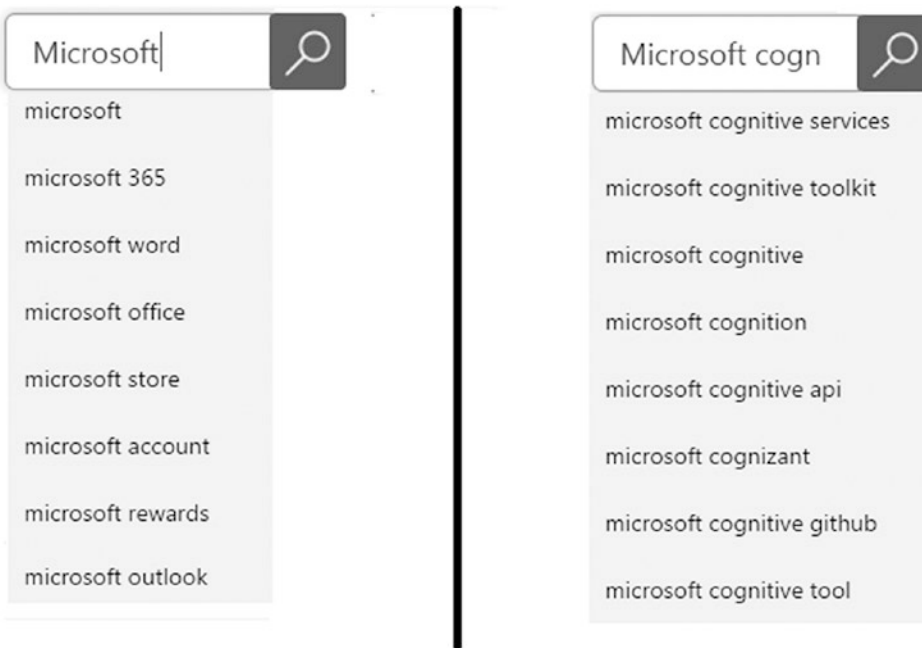 Microsoft
microsoft
microsoft 365
microsoft word
microsoft office
microsoft store
microsoft account
microsoft rewards
microsoft outlook
Microsoft cogn
microsoft cognitive services
microsoft cognitive toolkit
microsoft cognitive
microsoft cognition
microsoft cognitive api
microsoft cognizant
microsoft cognitive github
microsoft cognitive tool